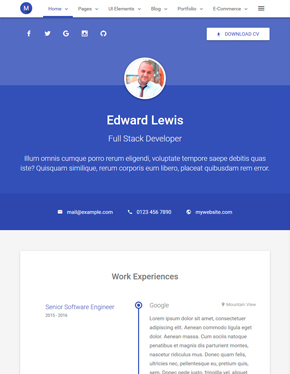 M Home Pages UI Elements Blog Portfolio E-Commerce
DOWNLOAD CV
Edward Lewis
Full Stack Developer
Illum omnis cumque porro rerum eligendi, voluptate tempore saepe debitis quas
iste? Quisquam similique, rerum corporis eum libero, placeat quibusdam rem error.
mail@example.com 0123 456 7890 mywebsite.com
Work Experiences
Senior Software Engineer
2015 - 2016
Google
Mountain View
Lorem ipsum dolor sit amet, consectetuer
adipiscing elit. Aenean commodo ligula eget
dolor. Aenean massa. Cum sociis natoque
penatibus et magnis dis parturient montes,
nascetur ridiculus mus. Donec quam felis,
ultricies nec, pellentesque eu, pretium quis,
sem. Donec pede justo, fringilla vel, aliquet